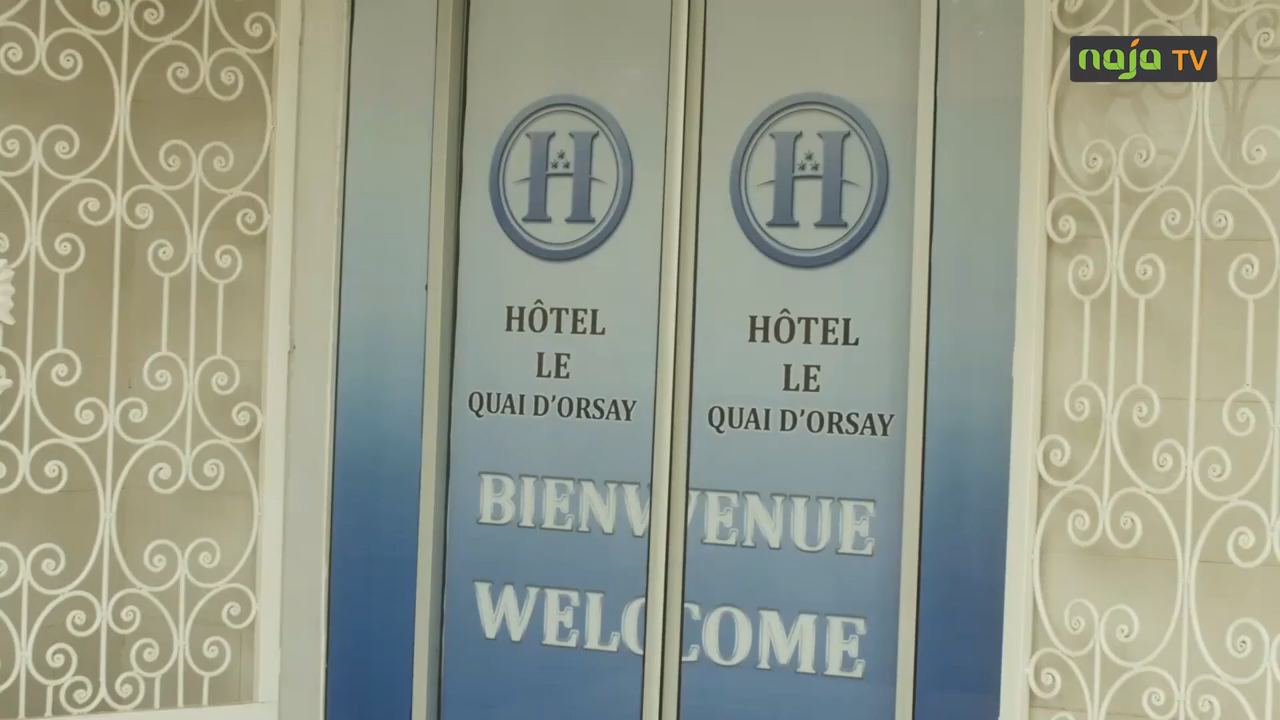 naja TV
H
H
HÔTEL
LE
QUAI D'ORSAY
HÔTEL
LE
QUAI D'ORSAY
BIENVENUE
WELCOME